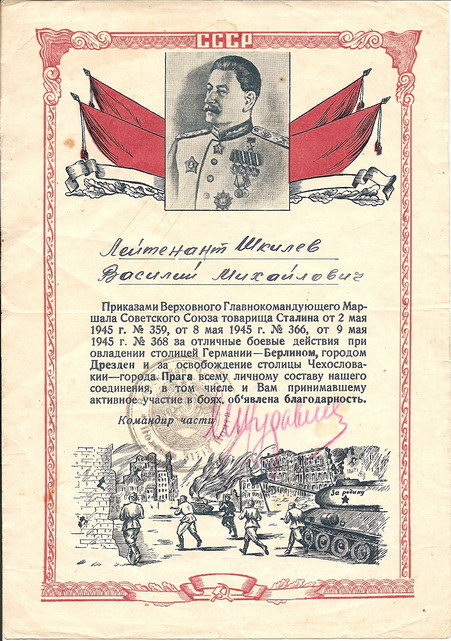 СССР
Лейтенант Шкилев
Василий Михайлович
Приказами Верховного Главнокомандующего Мар-
шала Советского Союза товарища Сталина от 2 мая
1945 г. № 359, от 8 мая 1945 г. № 366, от 9 мая
1945 г. № 368 за отличные боевые действия при
овладении столицей Германии—Берлином, городом
Дрезден и за освобождение столицы Чехослова-
кии—города Прага всему личному составу нашего
соединения, в том числе и Вам принимавшему
активное участие в боях, об'явлена благодарность.
Командир части
За родину